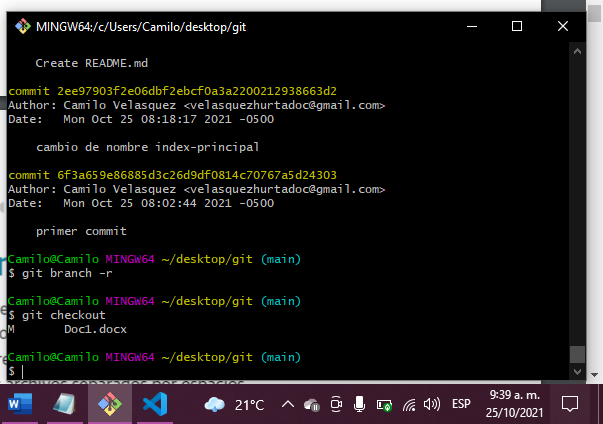 MINGW64:/c/Users/Camilo/desktop/git
Create README.md
commit 2ee97903f2e06dbf2ebcf0a3a2200212938663d2
Author: Camilo Velasquez <velasquezhurtadoc@gmail.com>
Date:   Mon Oct 25 08:18:17 2021 -0500
cambio de nombre index-principal
commit 6f3a659e86885d3c26d9df0814c70767a5d24303
Author: Camilo Velasquez <velasquezhurtadoc@gmail.com>
Date:   Mon Oct 25 08:02:44 2021 -0500
primer commit
Camilo@Camilo MINGW64 ~/desktop/git (main)
$ git branch -r
Camilo@Camilo MINGW64 ~/desktop/git (main)
$ git checkout
M       Doc1.docx
Camilo@Camilo MINGW64 ~/desktop/git (main)
$
archivos separados por espacios
21°C
ESP
9:39 a. m.
25/10/2021